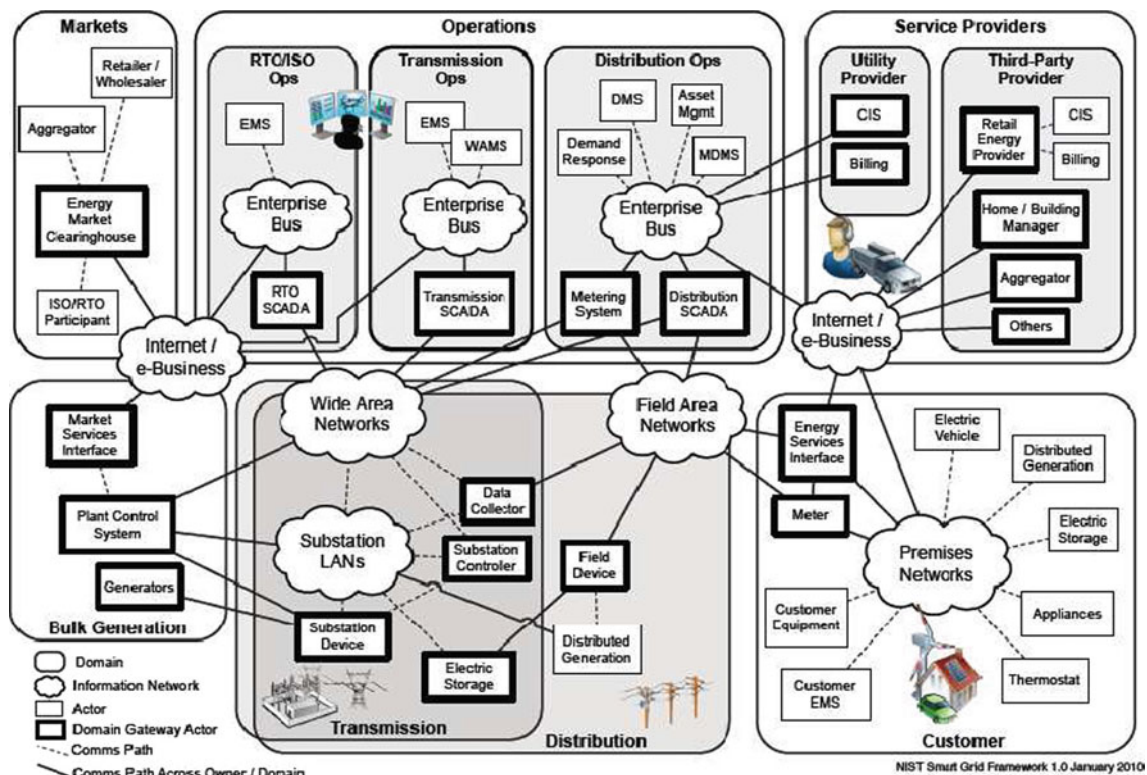 Markets
Retailer /
Wholesaler
Aggregator
Energy
Market
Clearinghouse
ISO/RTO
Participant
Operations
RTO/ISO
Ops
EMS
Enterprise
Bus
RTO
SCADA
Transmission
Ops
EMS
WAMS
Enterprise
Bus
Transmission
SCADA
Distribution Ops
DMS
Asset
Mgmt
Demand
Response
MDMS
Enterprise
Bus
Metering
System
Distribution
SCADA
Service Providers
Utility
Provider
CIS
Billing
Third-Party
Provider
Retail
Energy
Provider
CIS
Billing
Home / Building
Manager
Aggregator
Others
Internet /
e-Business
Internet /
e-Business
Wide Area
Networks
Field Area
Networks
Market
Services
Interface
Plant Control
System
Generators
Bulk Generation
Substation
LANs
Data
Collector
Substation
Controler
Substation
Device
Electric
Storage
Field
Device
Distributed
Generation
Transmission
Distribution
Energy
Services
Interface
Meter
Electric
Vehicle
Distributed
Generation
Electric
Storage
Premises
Networks
Appliances
Customer
Equipment
Customer
EMS
Thermostat
Customer
Domain
Information Network
Actor
Domain Gateway Actor
Comms Path
Comms Path Across Owner / Domain
NIST Smart Grid Framework 1.0 January 2010